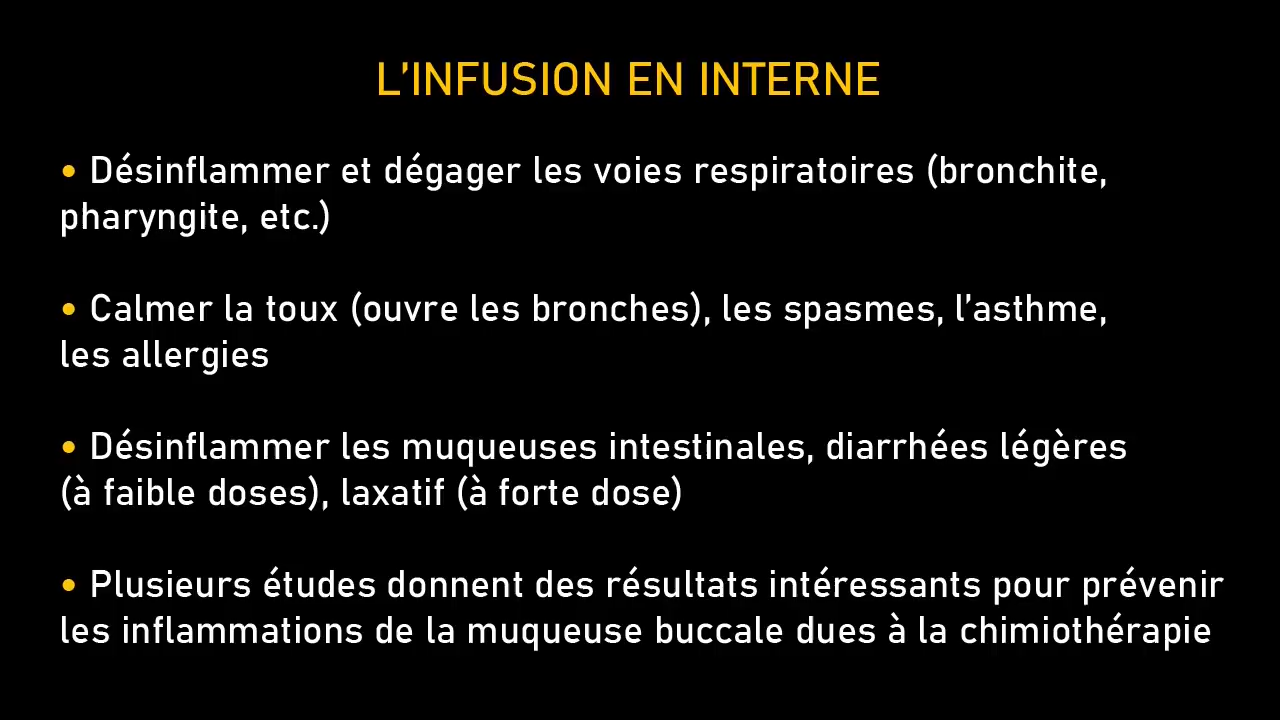 L’INFUSION EN INTERNE
• Désinflammer et dégager les voies respiratoires (bronchite,
pharyngite, etc.)
• Calmer la toux (ouvre les bronches), les spasmes, l’asthme,
les allergies
• Désinflammer les muqueuses intestinales, diarrhées légères
(à faible doses), laxatif (à forte dose)
• Plusieurs études donnent des résultats intéressants pour prévenir
les inflammations de la muqueuse buccale dues à la chimiothérapie